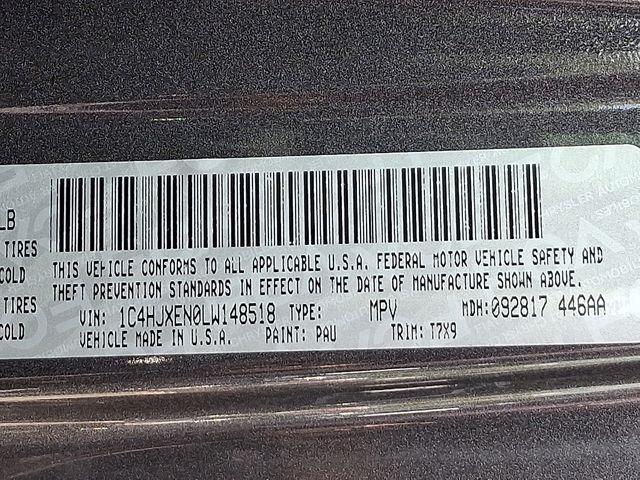 LB
TIRES
COLD
TIRES
COLD
THIS VEHICLE CONFORMS TO ALL APPLICABLE U.S.A. FEDERAL MOTOR VEHICLE SAFETY AND
THEFT PREVENTION STANDARDS IN EFFECT ON THE DATE OF MANUFACTURE SHOWN ABOVE.
VIN: 1C4HJXEN0LW148518 TYPE: MPV MDH:092817 446AA
VEHICLE MADE IN U.S.A. PAINT: PAU TRIM: T7X9